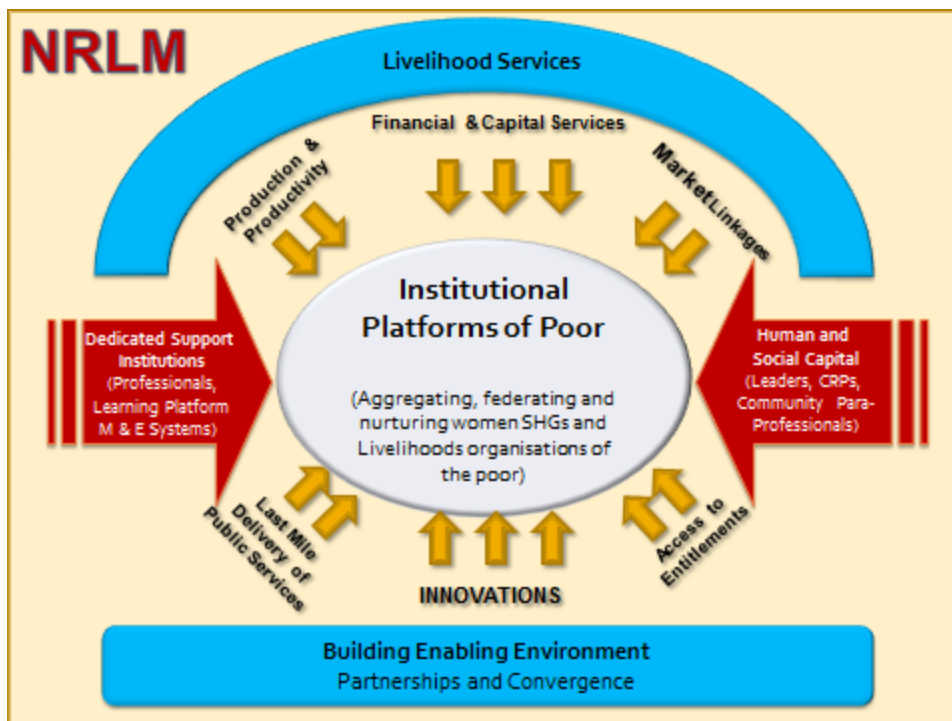 NRLM
Livelihood Services
Financial & Capital Services
Production &
Productivity
Market Linkages
Institutional
Platforms of Poor
(Aggregating, federating and
nurturing women SHGs and
Livelihoods organisations of
the poor)
Dedicated Support
Institutions
(Professionals,
Learning Platform
M & E Systems)
Human and
Social Capital
(Leaders, CRPs,
Community Para-
Professionals)
Last Mile
Delivery of
Public Services
INNOVATIONS
Access to
Entitlements
Building Enabling Environment
Partnerships and Convergence